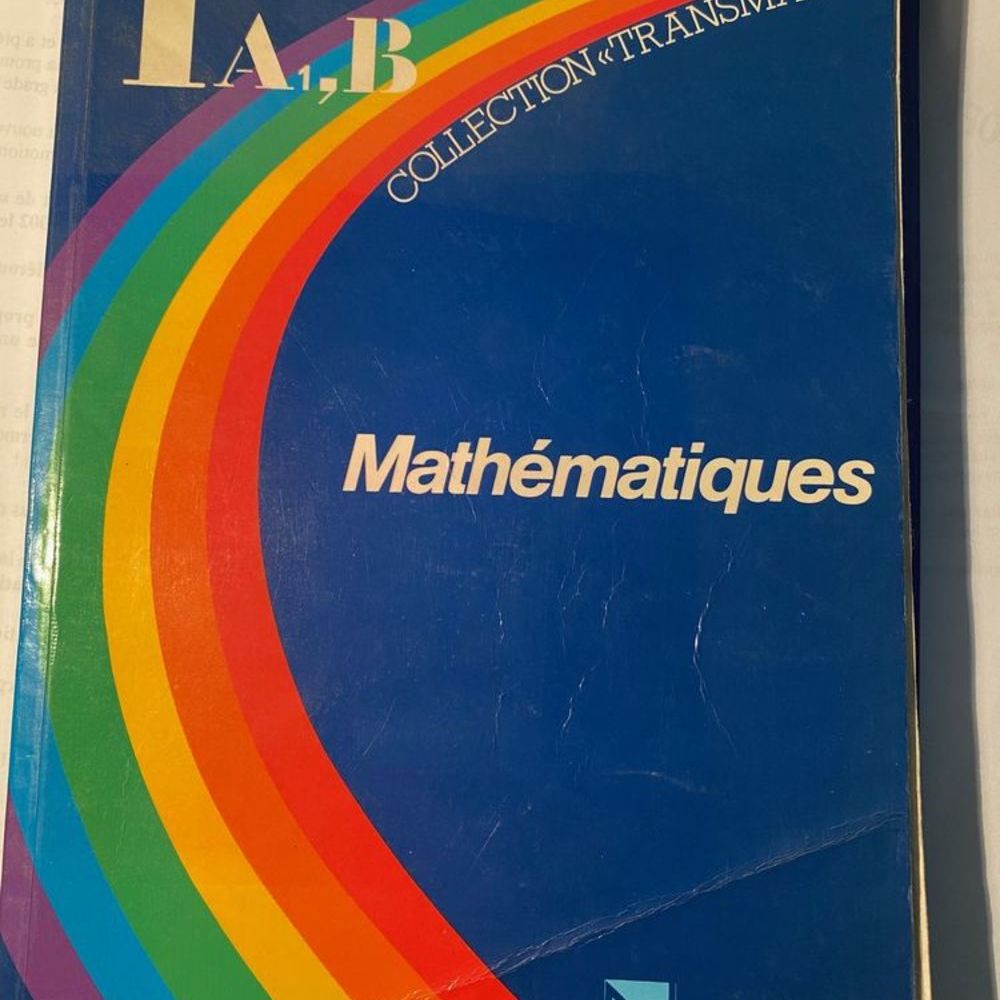 1A1,B
COLLECTION «TRANSMA
Mathématiques